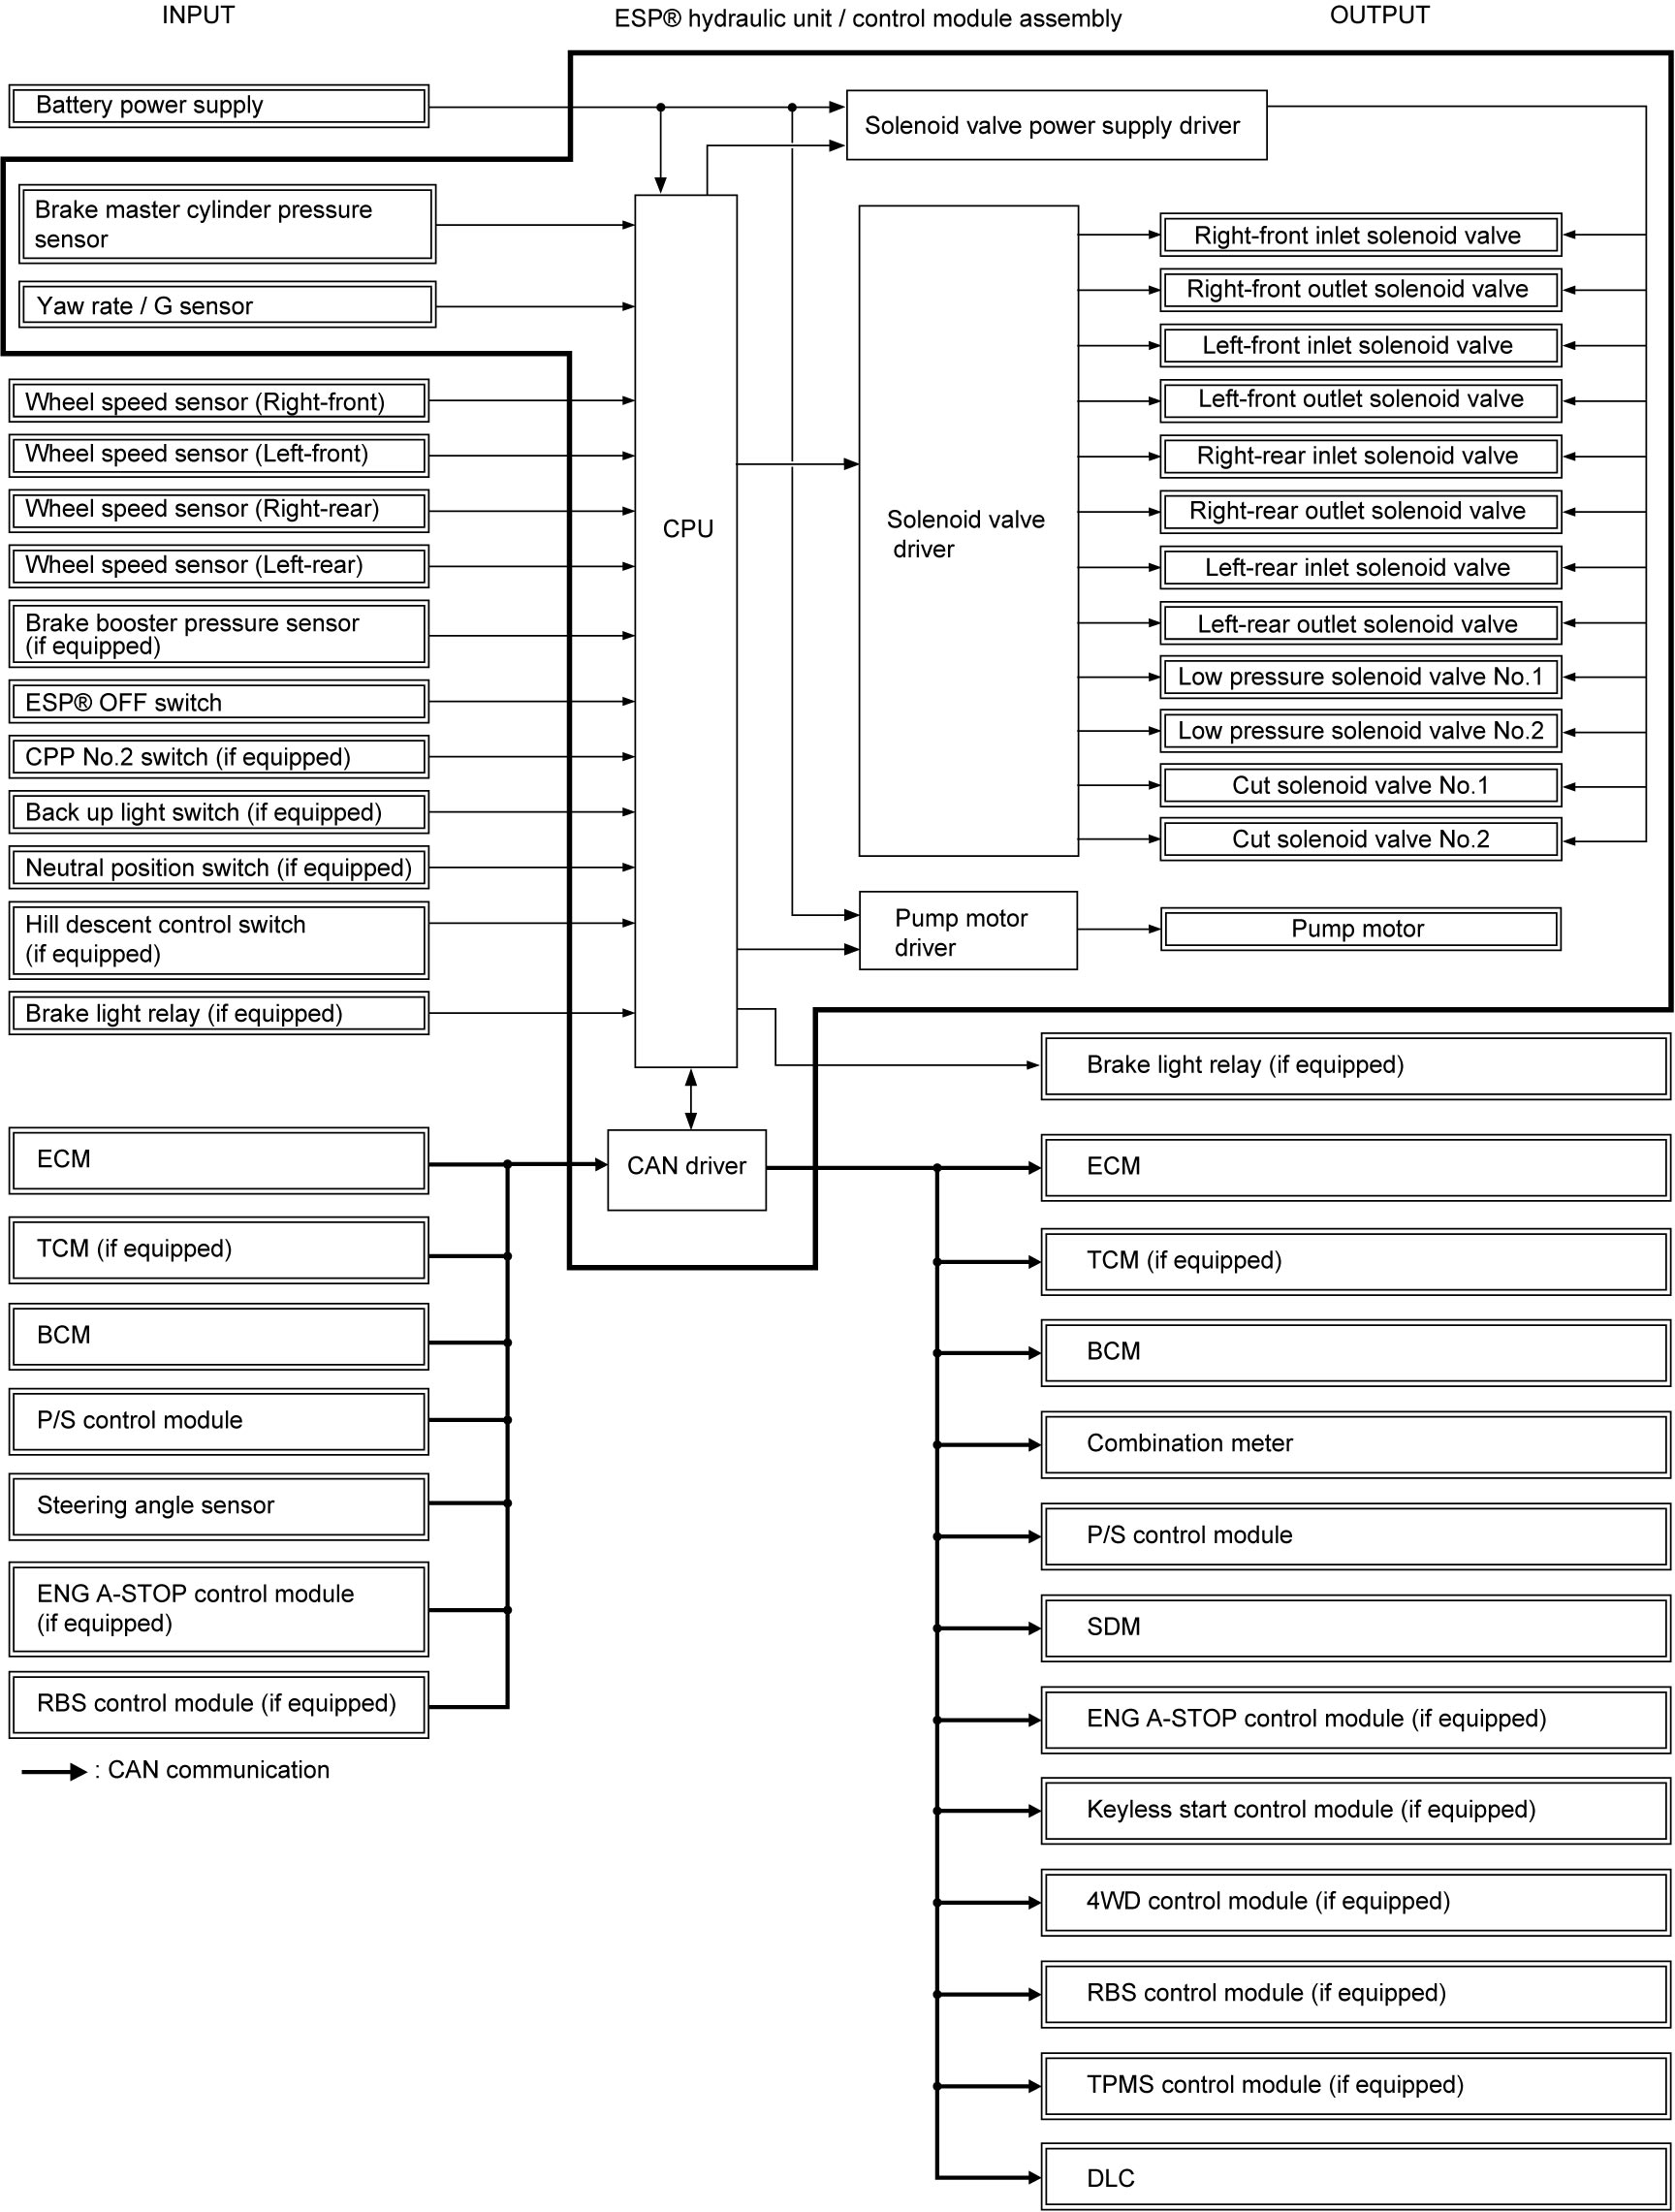 INPUT
ESP® hydraulic unit / control module assembly
OUTPUT
Battery power supply
Solenoid valve power supply driver
Brake master cylinder pressure
sensor
Yaw rate / G sensor
Wheel speed sensor (Right-front)
Wheel speed sensor (Left-front)
Wheel speed sensor (Right-rear)
Wheel speed sensor (Left-rear)
Brake booster pressure sensor
(if equipped)
ESP® OFF switch
CPP No.2 switch (if equipped)
Back up light switch (if equipped)
Neutral position switch (if equipped)
Hill descent control switch
(if equipped)
Brake light relay (if equipped)
CPU
Solenoid valve
driver
Right-front inlet solenoid valve
Right-front outlet solenoid valve
Left-front inlet solenoid valve
Left-front outlet solenoid valve
Right-rear inlet solenoid valve
Right-rear outlet solenoid valve
Left-rear inlet solenoid valve
Left-rear outlet solenoid valve
Low pressure solenoid valve No.1
Low pressure solenoid valve No.2
Cut solenoid valve No.1
Cut solenoid valve No.2
Pump motor
driver
Pump motor
Brake light relay (if equipped)
ECM
TCM (if equipped)
BCM
P/S control module
Steering angle sensor
ENG A-STOP control module
(if equipped)
RBS control module (if equipped)
: CAN communication
CAN driver
ECM
TCM (if equipped)
BCM
Combination meter
P/S control module
SDM
ENG A-STOP control module (if equipped)
Keyless start control module (if equipped)
4WD control module (if equipped)
RBS control module (if equipped)
TPMS control module (if equipped)
DLC